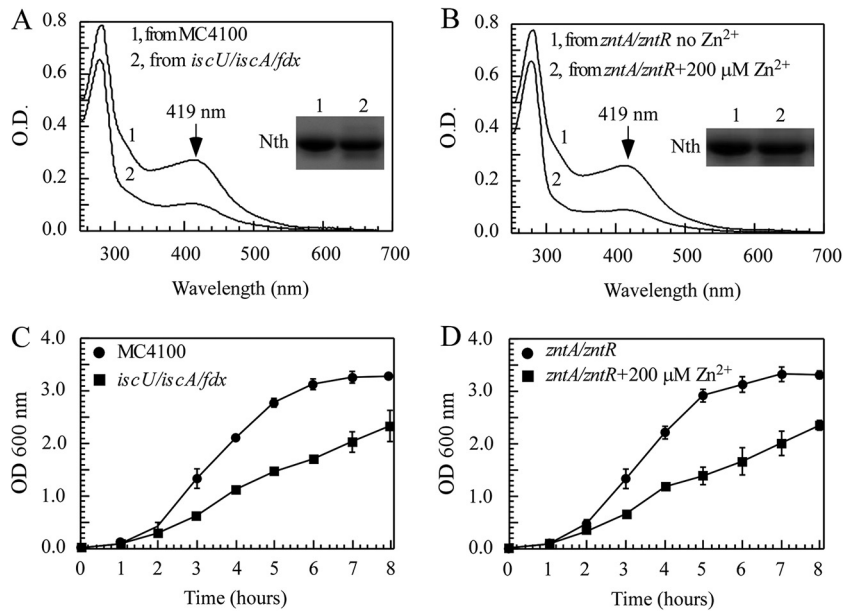 A
0.8
0.6
0.4
0.2
0.0
O.D.
1, from MC4100
2, from iscU/iscA/fdx
419 nm
1
2
Nth
1 2
300 400 500 600 700
Wavelength (nm)
B
0.8
0.6
0.4
0.2
0.0
O.D.
1, from zntA/zntR no Zn²⁺
2, from zntA/zntR+200 μM Zn²⁺
419 nm
1
2
Nth
1 2
300 400 500 600 700
Wavelength (nm)
C
4.0
3.0
2.0
1.0
0.0
OD 600 nm
MC4100
iscU/iscA/fdx
0 1 2 3 4 5 6 7 8
Time (hours)
D
4.0
3.0
2.0
1.0
0.0
OD 600 nm
zntA/zntR
zntA/zntR+200 μM Zn²⁺
0 1 2 3 4 5 6 7 8
Time (hours)